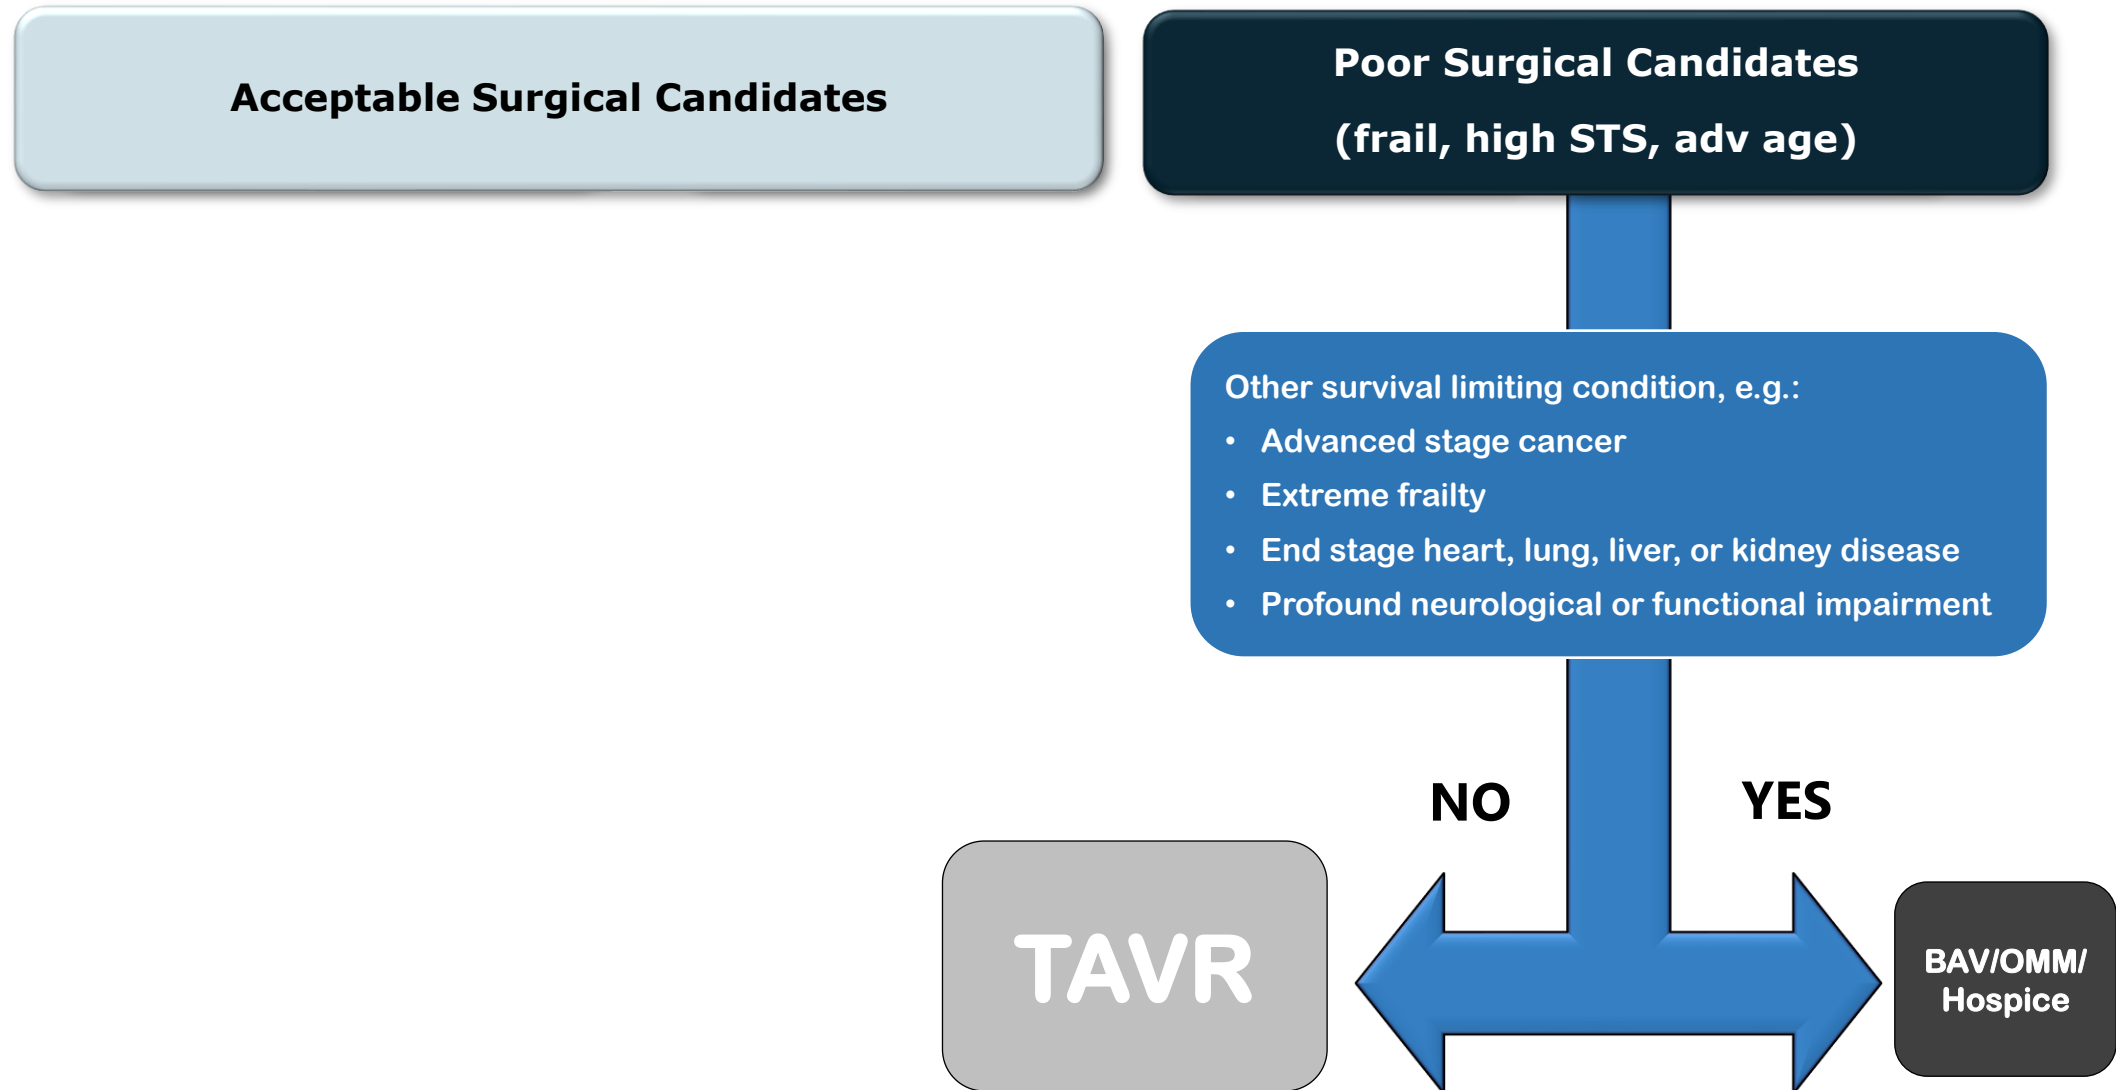 Acceptable Surgical Candidates
Poor Surgical Candidates
(frail, high STS, adv age)
Other survival limiting condition, e.g.:
• Advanced stage cancer
• Extreme frailty
• End stage heart, lung, liver, or kidney disease
• Profound neurological or functional impairment
NO
YES
TAVR
BAV/OMM/
Hospice